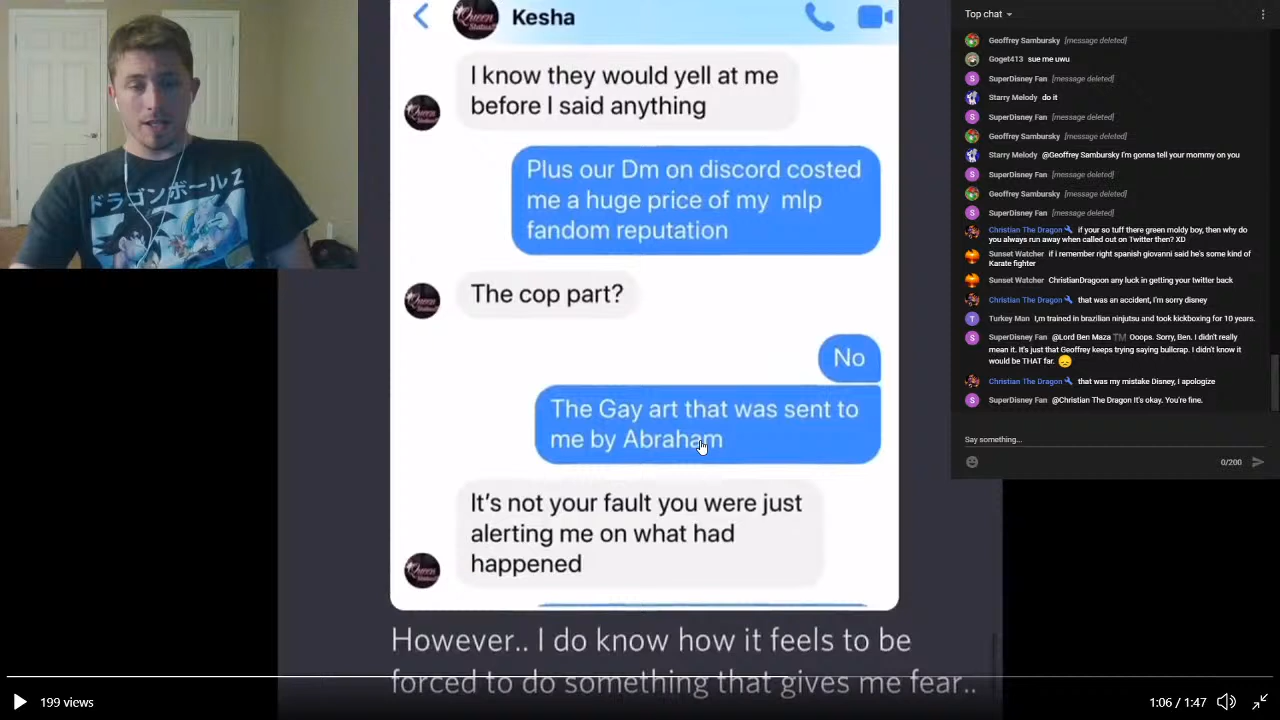 ドラゴンボールZ
Kesha
I know they would yell at me
before I said anything
Plus our Dm on discord costed
me a huge price of my mlp
fandom reputation
The cop part?
No
The Gay art that was sent to
me by Abraham
It's not your fault you were just
alerting me on what had
happened
However.. I do know how it feels to be
forced to do something that gives me fear..
Top chat
Geoffrey Sambursky [message deleted]
Goget413 sue me uwu
SuperDisney Fan [message deleted]
Starry Melody do it
SuperDisney Fan [message deleted]
Geoffrey Sambursky [message deleted]
Starry Melody @Geoffrey Sambursky I'm gonna tell your mommy on you
SuperDisney Fan [message deleted]
Geoffrey Sambursky [message deleted]
SuperDisney Fan [message deleted]
Christian The Dragon if your so tuff there green moldy boy, then why do
you always run away when called out on Twitter then? XD
Sunset Watcher if i remember right spanish giovanni said he's some kind of
Karate fighter
Sunset Watcher ChristianDragoon any luck in getting your twitter back
Christian The Dragon that was an accident, I'm sorry disney
T
Turkey Man I,m trained in brazilian ninjutsu and took kickboxing for 10 years.
S
SuperDisney Fan @Lord Ben Maza TM Ooops. Sorry, Ben. I didn't really
mean it. It's just that Geoffrey keeps trying saying bullcrap. I didn't know it
would be THAT far.
Christian The Dragon that was my mistake Disney, I apologize
S
SuperDisney Fan @Christian The Dragon It's okay. You're fine.
Say something...
0/200
199 views
1:06 / 1:47